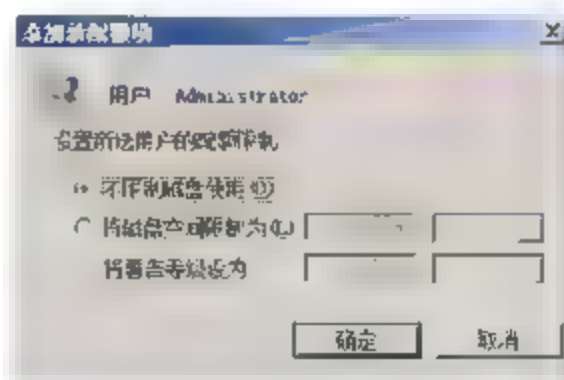 添加新配额项
用户 Administrator
设置所选用户的配额限制
不限制磁盘使用(D)
将磁盘空间限制为(L)
将警告等级设为
确定 取消